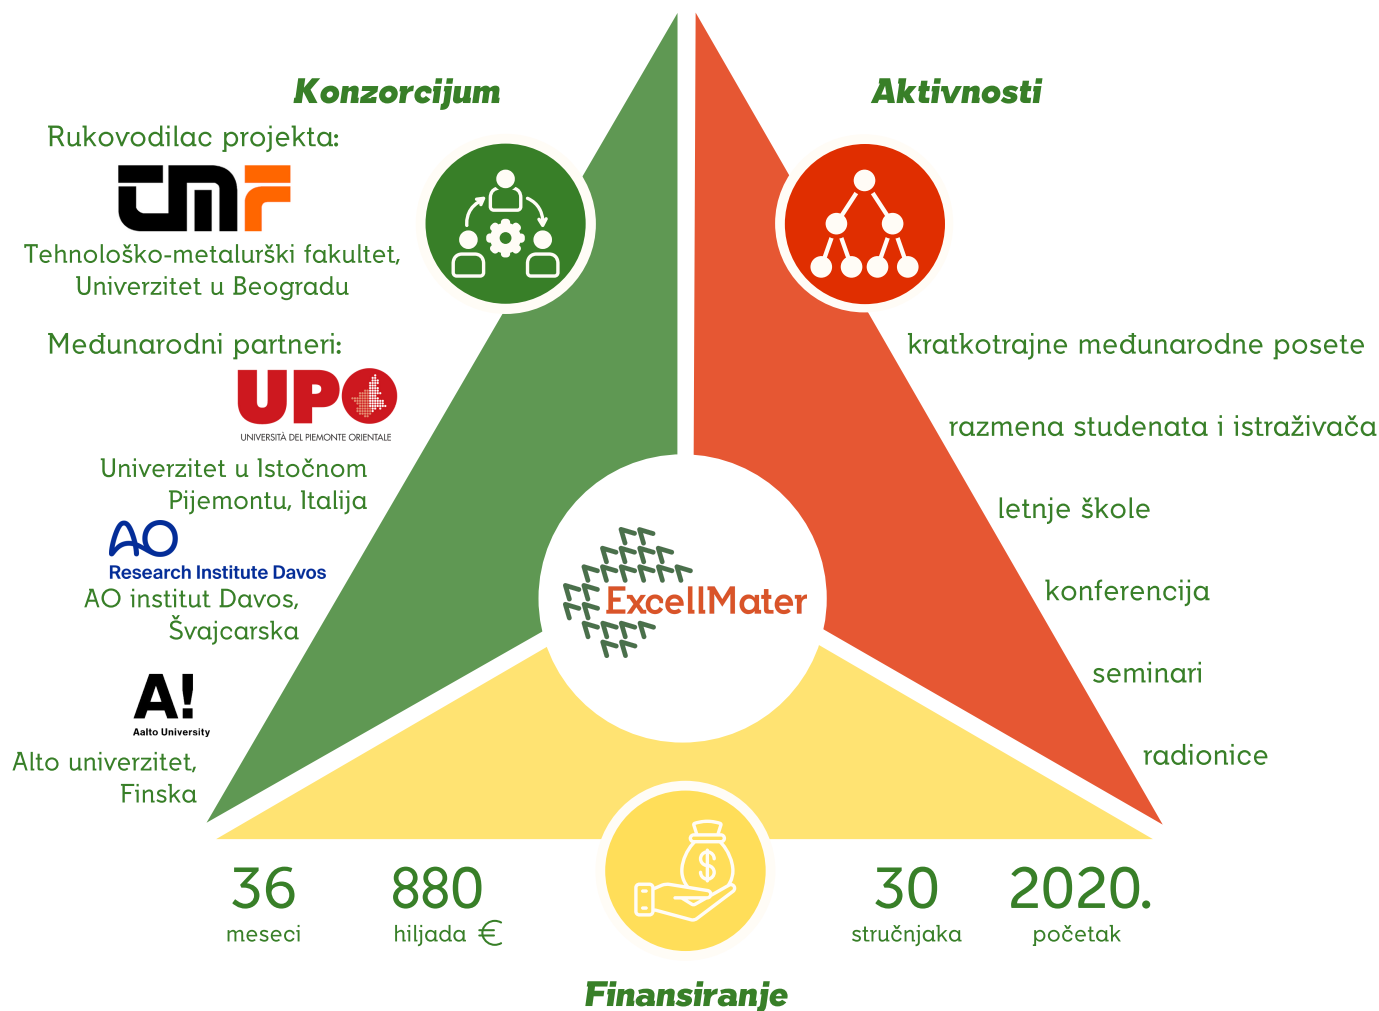 Konzorcijum
Rukovodilac projekta:
TMF
Tehnološko-metalurški fakultet,
Univerzitet u Beogradu
Međunarodni partneri:
UPO
UNIVERSITÀ DEL PIEMONTE ORIENTALE
Univerzitet u Istočnom
Pijemontu, Italija
AO
Research Institute Davos
AO institut Davos,
Švajcarska
A!
Aalto University
Alto univerzitet,
Finska
Aktivnosti
kratkotrajne međunarodne posete
razmena studenata i istraživača
letnje škole
konferencija
seminari
radionice
ExcellMater
36
meseci
880
hiljada €
$
30
stručnjaka
2020.
početak
Finansiranje